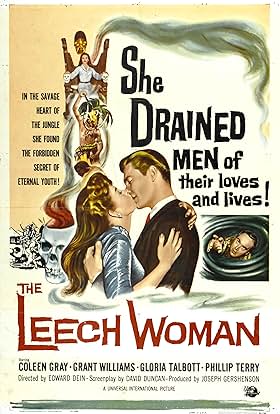 She
DRAINED
MEN of
their loves
and lives!
IN THE SAVAGE
HEART OF
THE JUNGLE
SHE FOUND
THE FORBIDDEN
SECRET OF
ETERNAL YOUTH!
THE
LEECH WOMAN
Starring
COLEEN GRAY · GRANT WILLIAMS · GLORIA TALBOTT · PHILLIP TERRY
Directed by EDWARD DEIN · Screenplay by DAVID DUNCAN · Produced by JOSEPH GERSHENSON
A UNIVERSAL INTERNATIONAL PICTURE